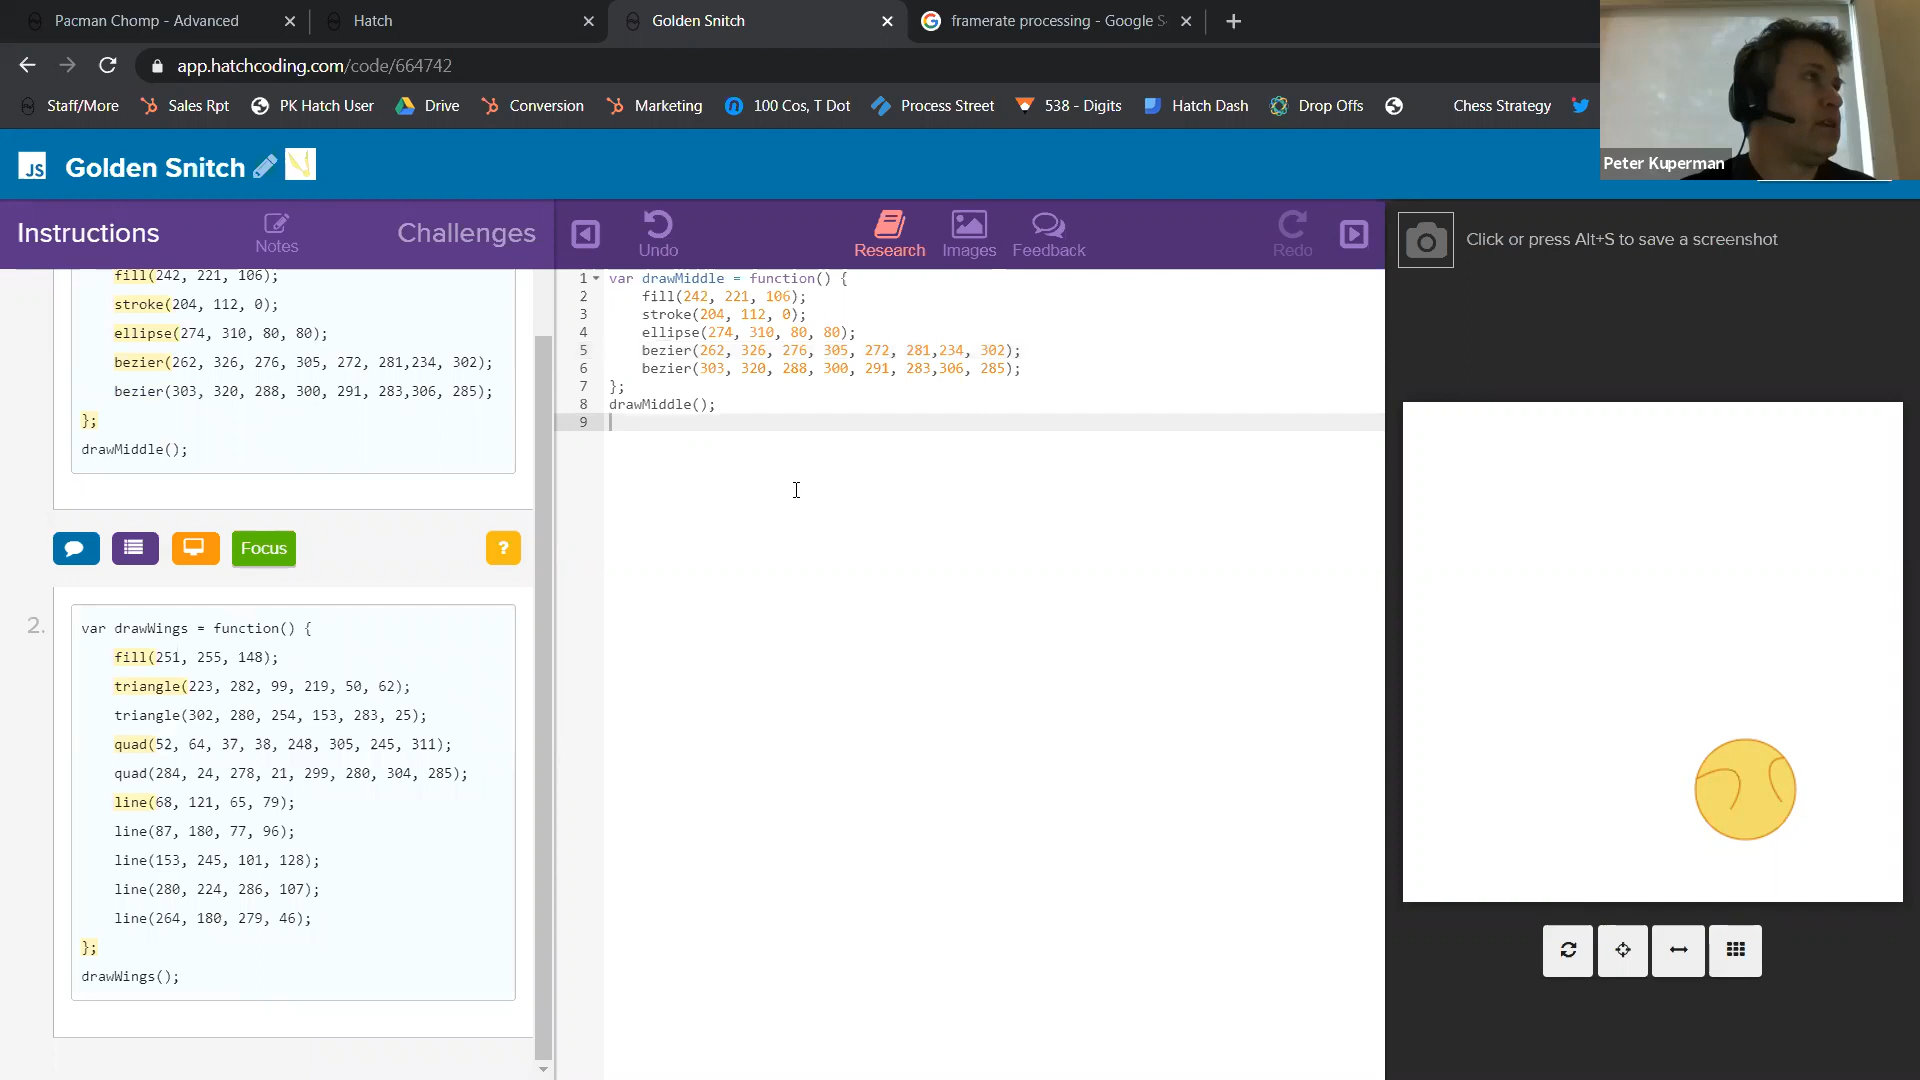 Pacman Chomp - Advanced
Hatch
Golden Snitch
framerate processing - Google S
app.hatchcoding.com/code/664742
Staff/More
Sales Rpt
PK Hatch User
Drive
Conversion
Marketing
100 Cos, T Dot
Process Street
538 - Digits
Hatch Dash
Drop Offs
Chess Strategy
Peter Kuperman
JS
Golden Snitch
Instructions
Notes
Challenges
Undo
Research
Images
Feedback
Redo
Click or press Alt+S to save a screenshot
fill(242, 221, 106);
stroke(204, 112, 0);
ellipse(274, 310, 80, 80);
bezier(262, 326, 276, 305, 272, 281,234, 302);
bezier(303, 320, 288, 300, 291, 283,306, 285);
};
drawMiddle();
Focus
?
2.
var drawWings = function() {
fill(251, 255, 148);
triangle(223, 282, 99, 219, 50, 62);
triangle(302, 280, 254, 153, 283, 25);
quad(52, 64, 37, 38, 248, 305, 245, 311);
quad(284, 24, 278, 21, 299, 280, 304, 285);
line(68, 121, 65, 79);
line(87, 180, 77, 96);
line(153, 245, 101, 128);
line(280, 224, 286, 107);
line(264, 180, 279, 46);
};
drawWings();
1 var drawMiddle = function() {
2 fill(242, 221, 106);
3 stroke(204, 112, 0);
4 ellipse(274, 310, 80, 80);
5 bezier(262, 326, 276, 305, 272, 281,234, 302);
6 bezier(303, 320, 288, 300, 291, 283,306, 285);
7 };
8 drawMiddle();
9